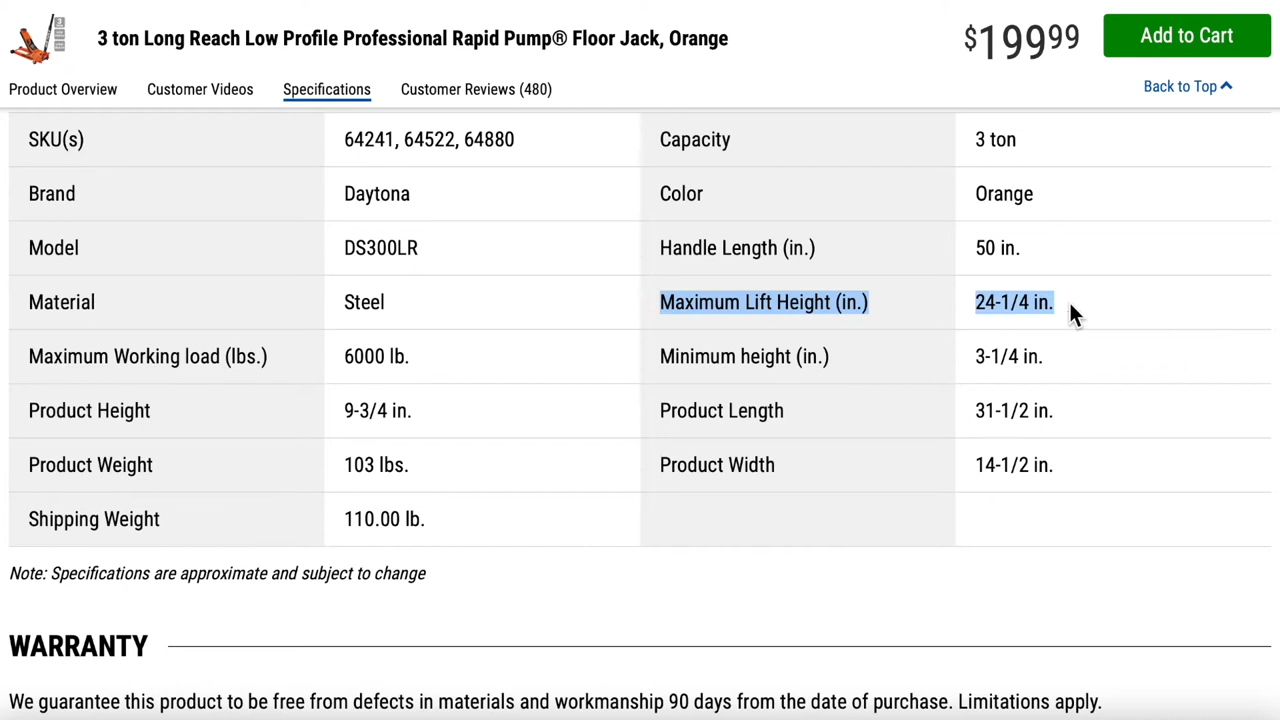 3 ton Long Reach Low Profile Professional Rapid Pump® Floor Jack, Orange
$199 99
Add to Cart
Product Overview Customer Videos Specifications Customer Reviews (480)
Back to Top
SKU(s) 64241, 64522, 64880 Capacity 3 ton
Brand Daytona Color Orange
Model DS300LR Handle Length (in.) 50 in.
Material Steel Maximum Lift Height (in.) 24-1/4 in.
Maximum Working load (lbs.) 6000 lb. Minimum height (in.) 3-1/4 in.
Product Height 9-3/4 in. Product Length 31-1/2 in.
Product Weight 103 lbs. Product Width 14-1/2 in.
Shipping Weight 110.00 lb.
Note: Specifications are approximate and subject to change
WARRANTY
We guarantee this product to be free from defects in materials and workmanship 90 days from the date of purchase. Limitations apply.